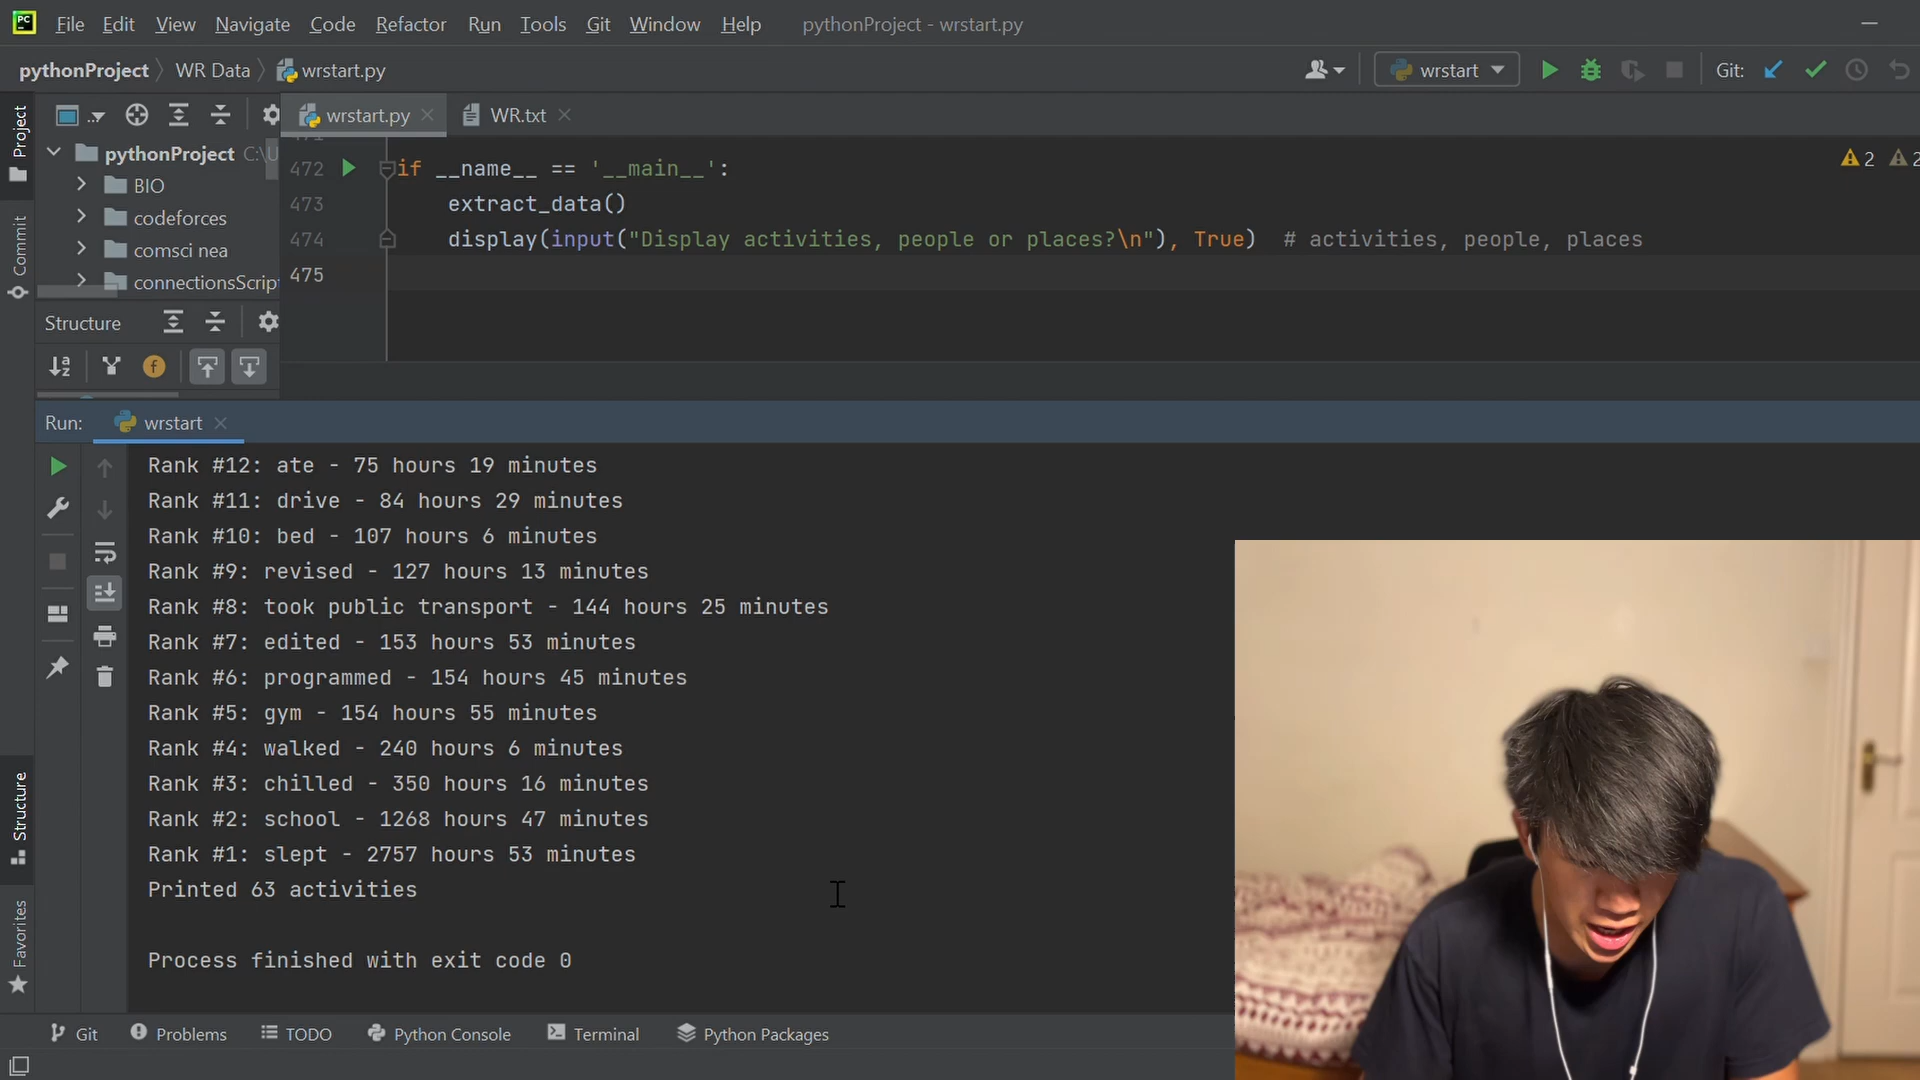 PC File Edit View Navigate Code Refactor Run Tools Git Window Help pythonProject - wrstart.py
pythonProject WR Data wrstart.py wrstart Git:
Project
wrstart.py WR.txt
pythonProject C:\U
BIO
codeforces
comsci nea
connectionsScrip
472 if __name__ == '__main__':
473 extract_data()
474 display(input("Display activities, people or places?\n"), True) # activities, people, places
475
2 2
Commit
Structure
Run: wrstart
Rank #12: ate - 75 hours 19 minutes
Rank #11: drive - 84 hours 29 minutes
Rank #10: bed - 107 hours 6 minutes
Rank #9: revised - 127 hours 13 minutes
Rank #8: took public transport - 144 hours 25 minutes
Rank #7: edited - 153 hours 53 minutes
Rank #6: programmed - 154 hours 45 minutes
Rank #5: gym - 154 hours 55 minutes
Rank #4: walked - 240 hours 6 minutes
Rank #3: chilled - 350 hours 16 minutes
Rank #2: school - 1268 hours 47 minutes
Rank #1: slept - 2757 hours 53 minutes
Printed 63 activities
Process finished with exit code 0
Structure
Favorites
Git Problems TODO Python Console Terminal Python Packages